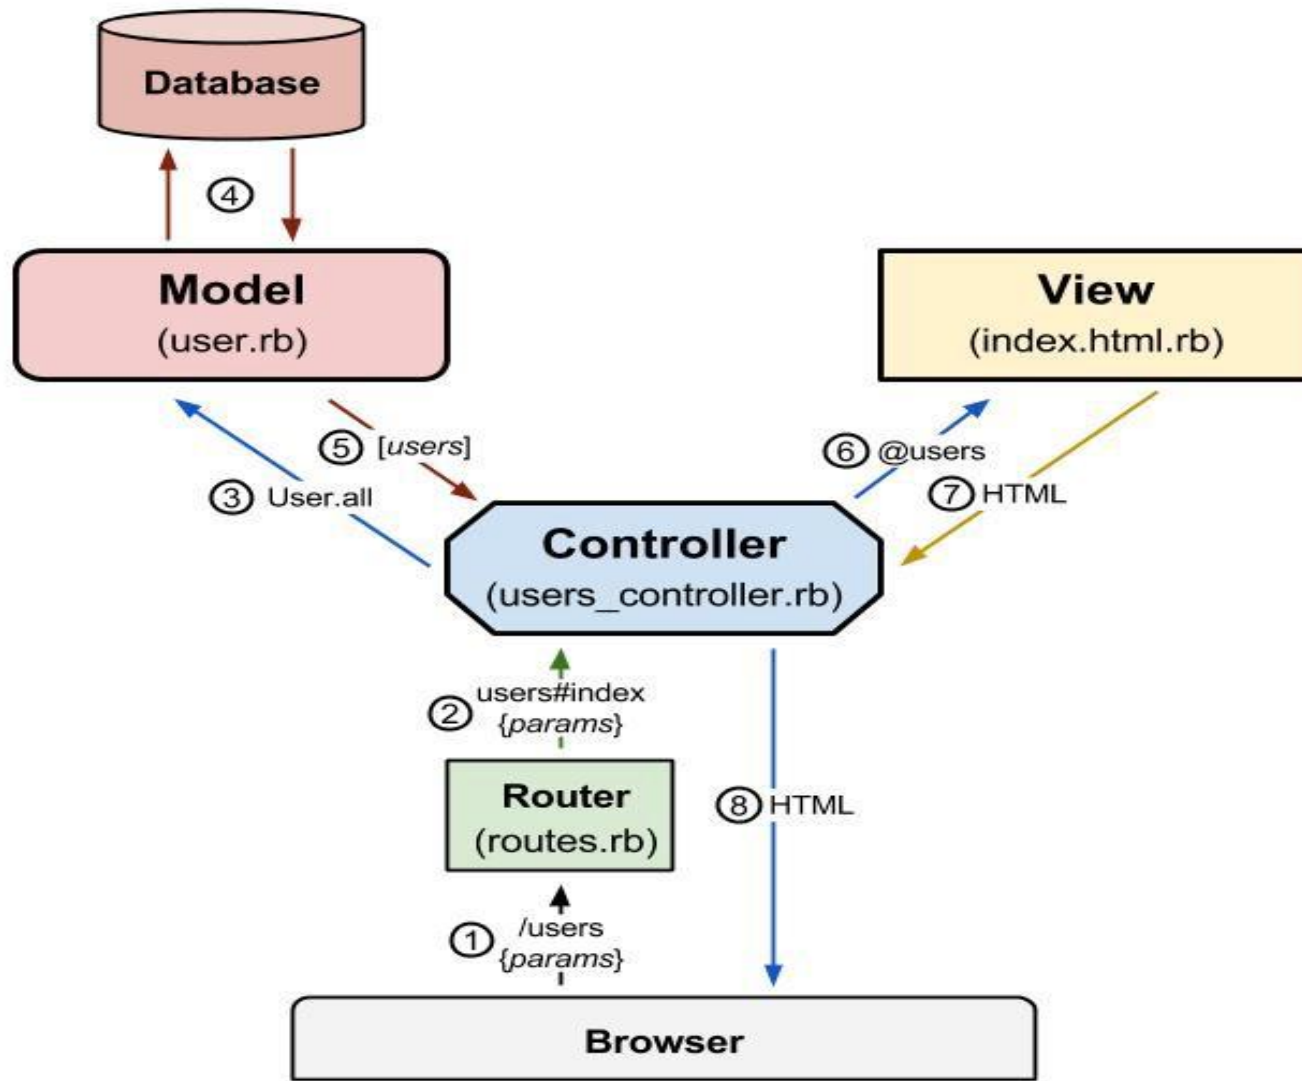 Database
4
Model
(user.rb)
View
(index.html.rb)
5 [users]
3 User.all
6 @users
7 HTML
Controller
(users_controller.rb)
2 users#index
{params}
Router
(routes.rb)
8 HTML
1 /users
{params}
Browser